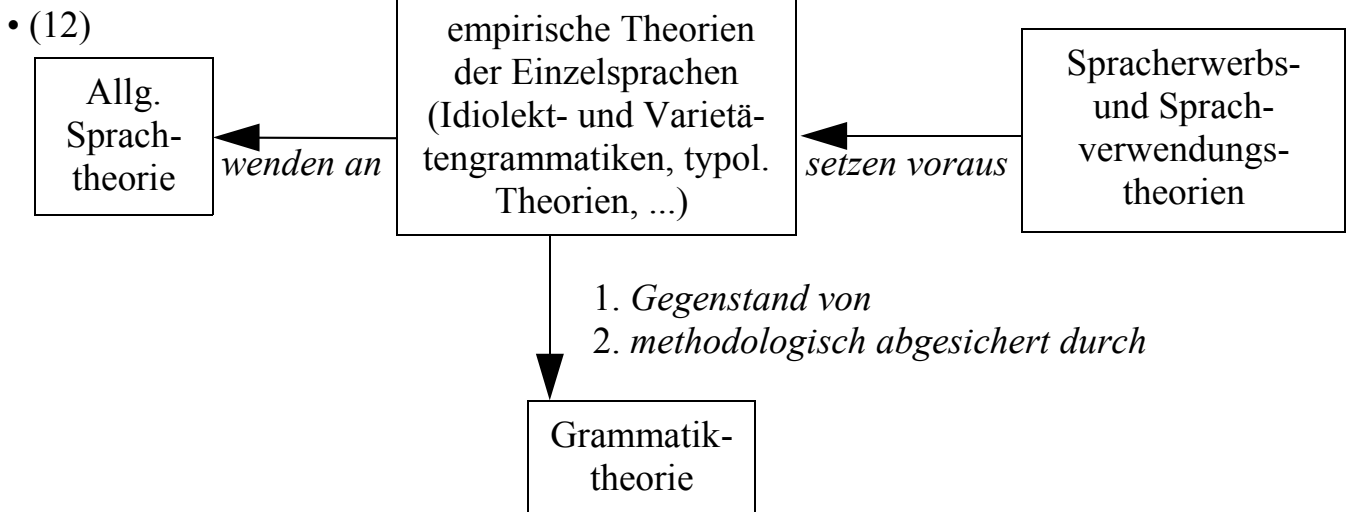 • (12)
Allg.
Sprach-
theorie
wenden an
empirische Theorien
der Einzelsprachen
(Idiolekt- und Varietä-
tengrammatiken, typol.
Theorien, ...)
setzen voraus
Spracherwerbs-
und Sprach-
verwendungs-
theorien
1. Gegenstand von
2. methodologisch abgesichert durch
Grammatik-
theorie